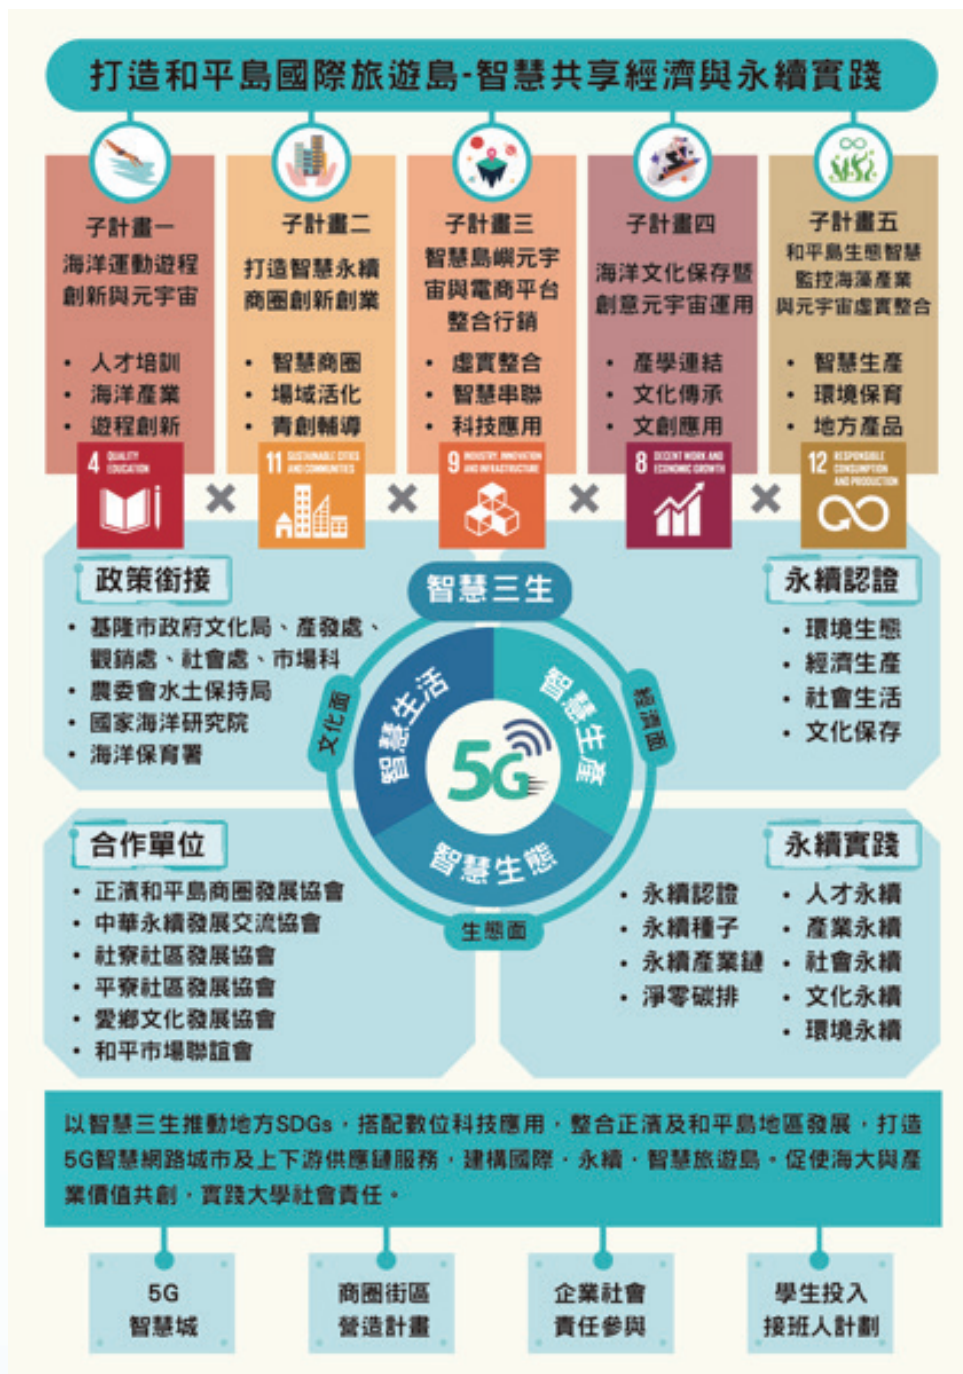 打造和平島國際旅遊島-智慧共享經濟與永續實踐
子計畫一
海洋運動遊程
創新與元宇宙
• 人才培訓
• 海洋產業
• 遊程創新
子計畫二
打造智慧永續
商圈創新創業
• 智慧商圈
• 場域活化
• 青創輔導
子計畫三
智慧島嶼元宇
宙與電商平台
整合行銷
• 虛實整合
• 智慧串聯
• 科技應用
子計畫四
海洋文化保存暨
創意元宇宙運用
• 產學連結
• 文化傳承
• 文創應用
子計畫五
和平島生態智慧
監控海藻產業
與元宇宙虛實整合
• 智慧生產
• 環境保育
• 地方產品
4 QUALITY
EDUCATION
11 SUSTAINABLE CITIES
AND COMMUNITIES
9 INDUSTRY, INNOVATION
AND INFRASTRUCTURE
8 DECENT WORK AND
ECONOMIC GROWTH
12 RESPONSIBLE
CONSUMPTION
AND PRODUCTION
政策銜接
• 基隆市政府文化局、產發處、
觀銷處、社會處、市場科
• 農委會水土保持局
• 國家海洋研究院
• 海洋保育署
智慧三生
文化面
經濟面
生態面
智慧生活
智慧生產
智慧生態
5G
永續認證
• 環境生態
• 經濟生產
• 社會生活
• 文化保存
合作單位
• 正濱和平島商圈發展協會
• 中華永續發展交流協會
• 社寮社區發展協會
• 平寮社區發展協會
• 愛鄉文化發展協會
• 和平市場聯誼會
永續實踐
• 永續認證
• 永續種子
• 永續產業鏈
• 淨零碳排
• 人才永續
• 產業永續
• 社會永續
• 文化永續
• 環境永續
以智慧三生推動地方SDGs，搭配數位科技應用，整合正濱及和平島地區發展，打造
5G智慧網路城市及上下游供應鏈服務，建構國際．永續．智慧旅遊島。促使海大與產
業價值共創，實踐大學社會責任。
5G
智慧城
商圈街區
營造計畫
企業社會
責任參與
學生投入
接班人計劃